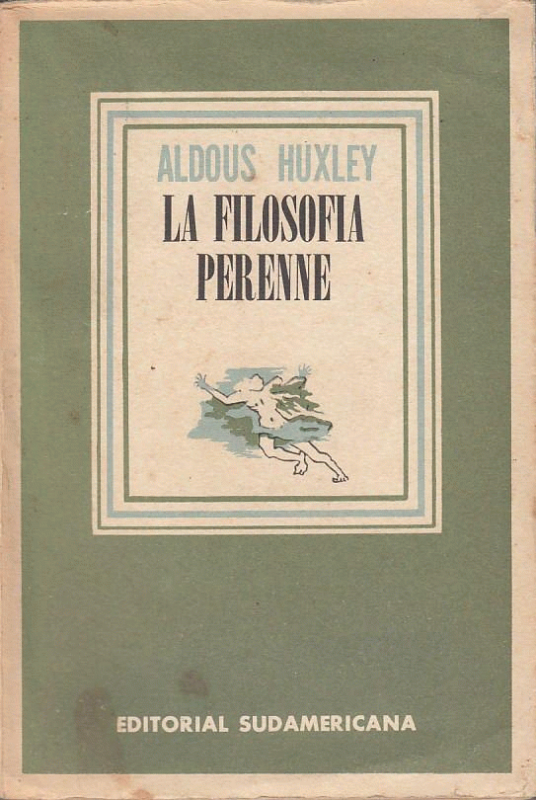 ALDOUS HUXLEY
LA FILOSOFIA
PERENNE
EDITORIAL SUDAMERICANA